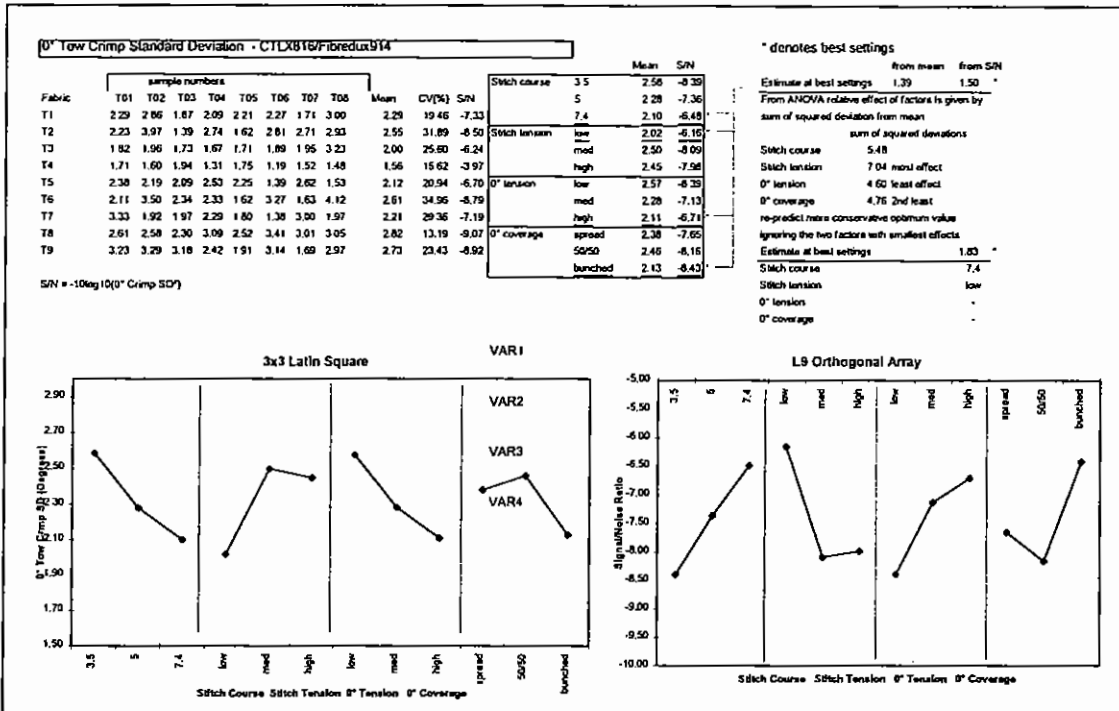 0° Tow Crimp Standard Deviation - CTLX816/Fibredux914
* denotes best settings
sample numbers
Fabric T01 T02 T03 T04 T05 T06 T07 T08 Mean CV(%) S/N
T1 2.29 2.86 1.87 2.09 2.21 2.27 1.71 3.00 2.29 19.46 -7.33
T2 2.23 3.97 1.39 2.74 1.62 2.81 2.71 2.93 2.55 31.89 -8.50
T3 1.82 1.96 1.73 1.67 1.71 1.89 1.95 3.23 2.00 25.60 -6.24
T4 1.71 1.60 1.94 1.31 1.75 1.19 1.52 1.48 1.56 15.62 -3.97
T5 2.38 2.19 2.09 2.53 2.25 1.39 2.62 1.53 2.12 20.94 -6.70
T6 2.11 3.50 2.34 2.33 1.62 3.27 1.63 4.12 2.61 34.96 -8.79
T7 3.33 1.92 1.97 2.29 1.80 1.38 3.00 1.97 2.21 29.36 -7.19
T8 2.61 2.58 2.30 3.09 2.52 3.41 3.01 3.05 2.82 13.19 -9.07
T9 3.23 3.29 3.18 2.42 1.91 3.14 1.69 2.97 2.73 23.43 -8.92
S/N = -10log10(0° Crimp SD²)
Mean S/N
Stitch course 3.5 2.58 -8.39
5 2.28 -7.36
7.4 2.10 -6.48
Stitch tension low 2.02 -6.16
med 2.50 -8.09
high 2.45 -7.98
0° tension low 2.57 -8.39
med 2.28 -7.13
high 2.11 -6.71
0° coverage spread 2.38 -7.65
50/50 2.46 -8.16
bunched 2.13 -6.43
from mean from S/N
Estimate at best settings 1.39 1.50 *
From ANOVA relative effect of factors is given by
sum of squared deviation from mean
sum of squared deviations
Stitch course 5.48
Stitch tension 7.04 most effect
0° tension 4.60 least effect
0° coverage 4.76 2nd least
re-predict more conservative optimum value
ignoring the two factors with smallest effects
Estimate at best settings 1.83 *
Stitch course 7.4
Stitch tension low
0° tension -
0° coverage -
3x3 Latin Square
VAR1
VAR2
VAR3
VAR4
0° Tow Crimp SD (Degrees)
2.90
2.70
2.50
2.30
2.10
1.90
1.70
1.50
3.5 5 7.4 low med high low med high spread 50/50 bunched
Stitch Course Stitch Tension 0° Tension 0° Coverage
L9 Orthogonal Array
Signal/Noise Ratio
-5.00
-5.50
-6.00
-6.50
-7.00
-7.50
-8.00
-8.50
-9.00
-9.50
-10.00
3.5 5 7.4 low med high low med high spread 50/50 bunched
Stitch Course Stitch Tension 0° Tension 0° Coverage